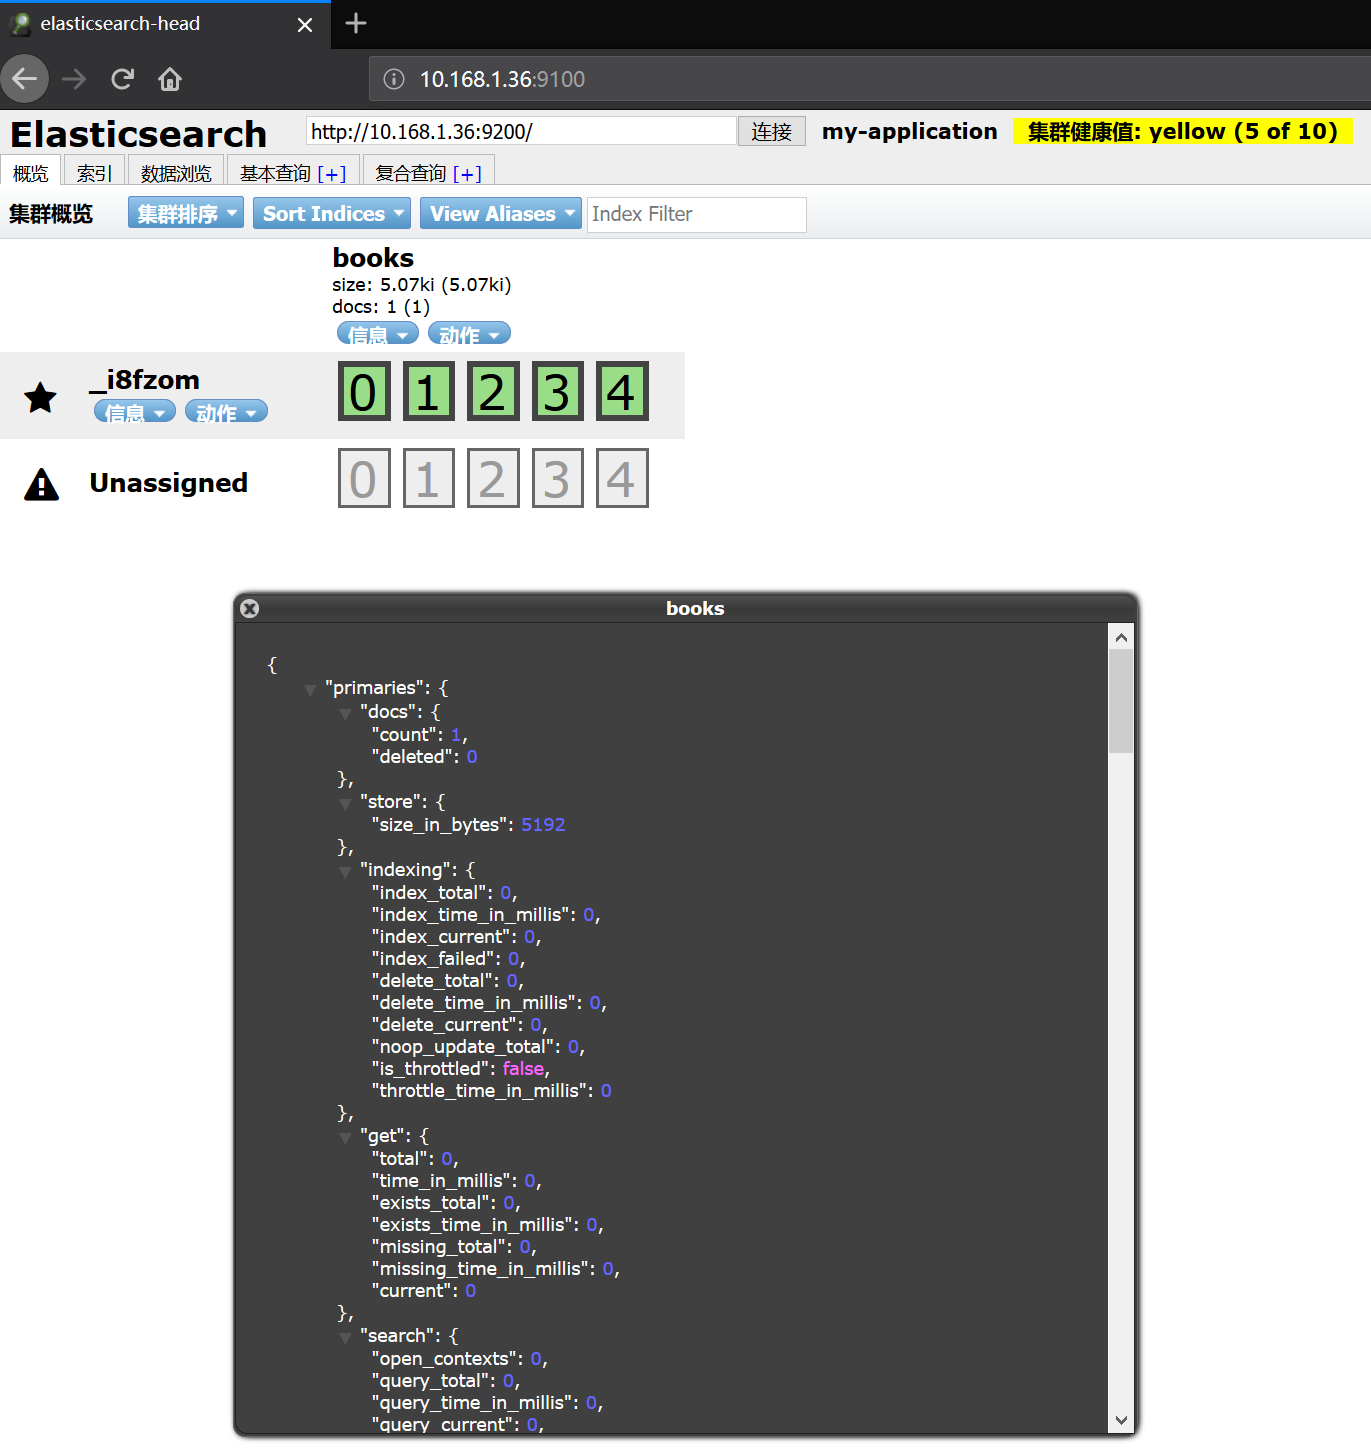 elasticsearch-head
10.168.1.36:9100
Elasticsearch
http://10.168.1.36:9200/
连接
my-application
集群健康值: yellow (5 of 10)
概览
索引
数据浏览
基本查询 [+]
复合查询 [+]
集群概览
集群排序
Sort Indices
View Aliases
Index Filter
books
size: 5.07ki (5.07ki)
docs: 1 (1)
信息
动作
_i8fzom
信息
动作
0 1 2 3 4
Unassigned
0 1 2 3 4
books
{
"primaries": {
"docs": {
"count": 1,
"deleted": 0
},
"store": {
"size_in_bytes": 5192
},
"indexing": {
"index_total": 0,
"index_time_in_millis": 0,
"index_current": 0,
"index_failed": 0,
"delete_total": 0,
"delete_time_in_millis": 0,
"delete_current": 0,
"noop_update_total": 0,
"is_throttled": false,
"throttle_time_in_millis": 0
},
"get": {
"total": 0,
"time_in_millis": 0,
"exists_total": 0,
"exists_time_in_millis": 0,
"missing_total": 0,
"missing_time_in_millis": 0,
"current": 0
},
"search": {
"open_contexts": 0,
"query_total": 0,
"query_time_in_millis": 0,
"query_current": 0,